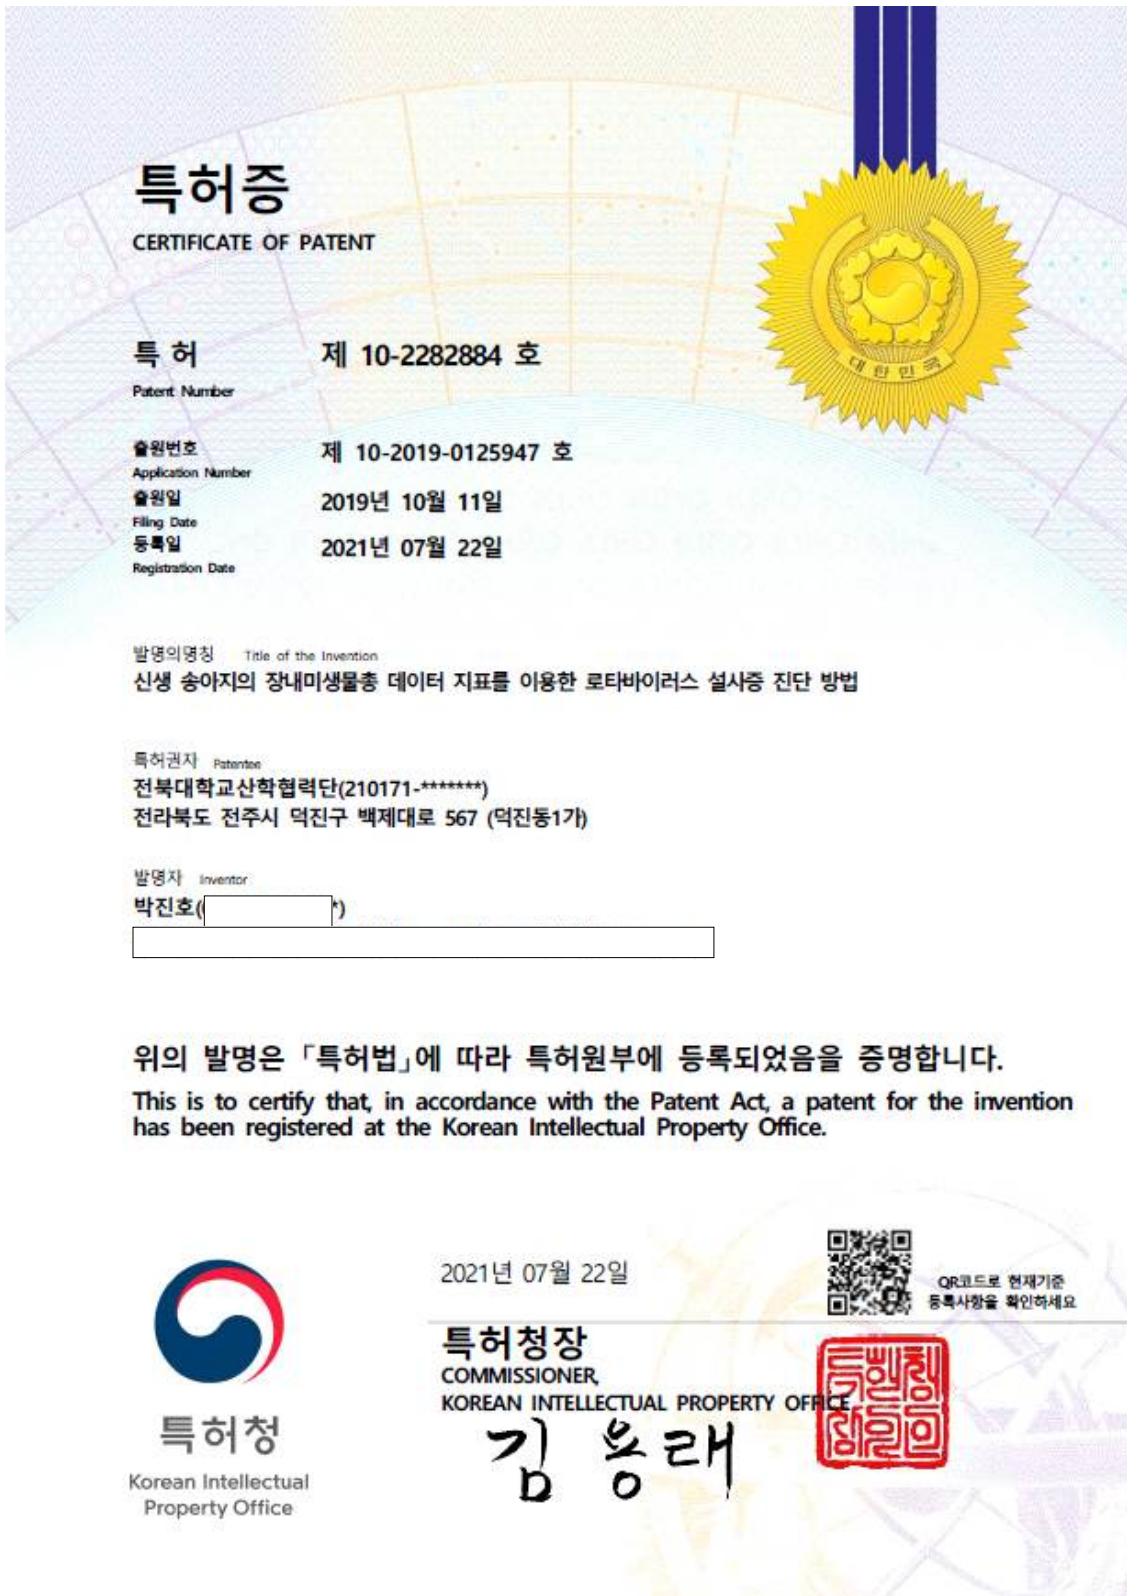 특허증
CERTIFICATE OF PATENT
특 허 제 10-2282884 호
Patent Number
출원번호 제 10-2019-0125947 호
Application Number
출원일 2019년 10월 11일
Filing Date
등록일 2021년 07월 22일
Registration Date
발명의명칭 Title of the Invention
신생 송아지의 장내미생물총 데이터 지표를 이용한 로타바이러스 설사증 진단 방법
특허권자 Patentee
전북대학교산학협력단(210171-*******)
전라북도 전주시 덕진구 백제대로 567 (덕진동1가)
발명자 Inventor
박진호( *)
위의 발명은 「특허법」에 따라 특허원부에 등록되었음을 증명합니다.
This is to certify that, in accordance with the Patent Act, a patent for the invention
has been registered at the Korean Intellectual Property Office.
2021년 07월 22일
QR코드로 현재기준
등록사항을 확인하세요
특허청장
COMMISSIONER,
KOREAN INTELLECTUAL PROPERTY OFFICE
김용래
특허청장의인
특허청
Korean Intellectual
Property Office
대한민국